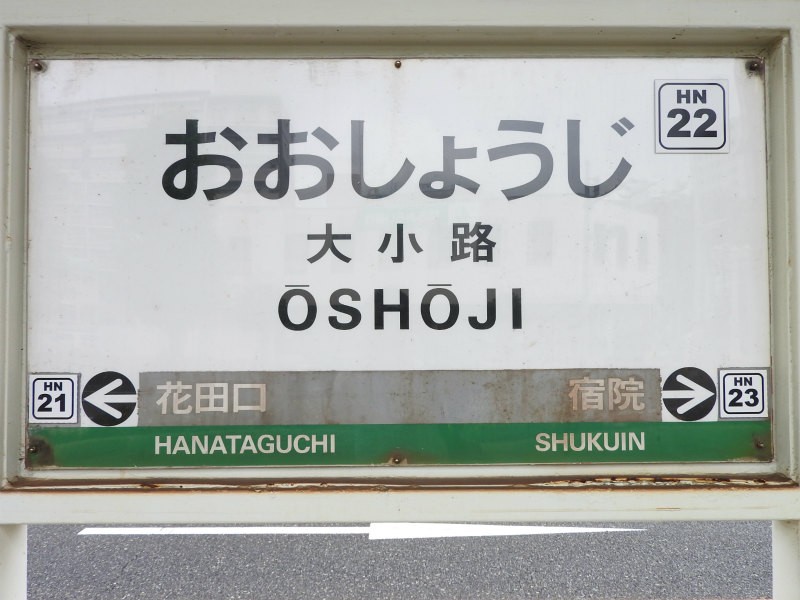 HN
22
おおしょうじ
大小路
ŌSHŌJI
HN
21
花田口
宿院
HN
23
HANATAGUCHI
SHUKUIN